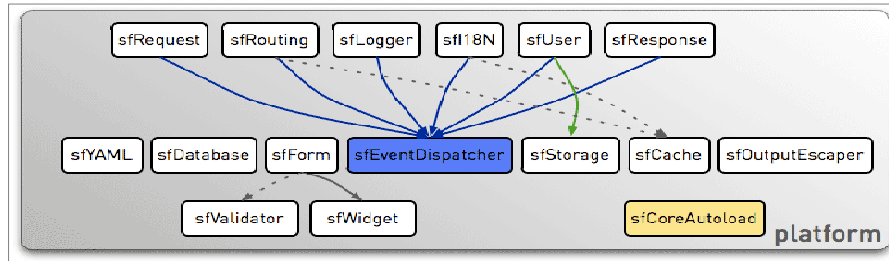 sfRequest sfRouting sfLogger sfI18N sfUser sfResponse
sfYAML sfDatabase sfForm sfEventDispatcher sfStorage sfCache sfOutputEscaper
sfValidator sfWidget sfCoreAutoload
platform